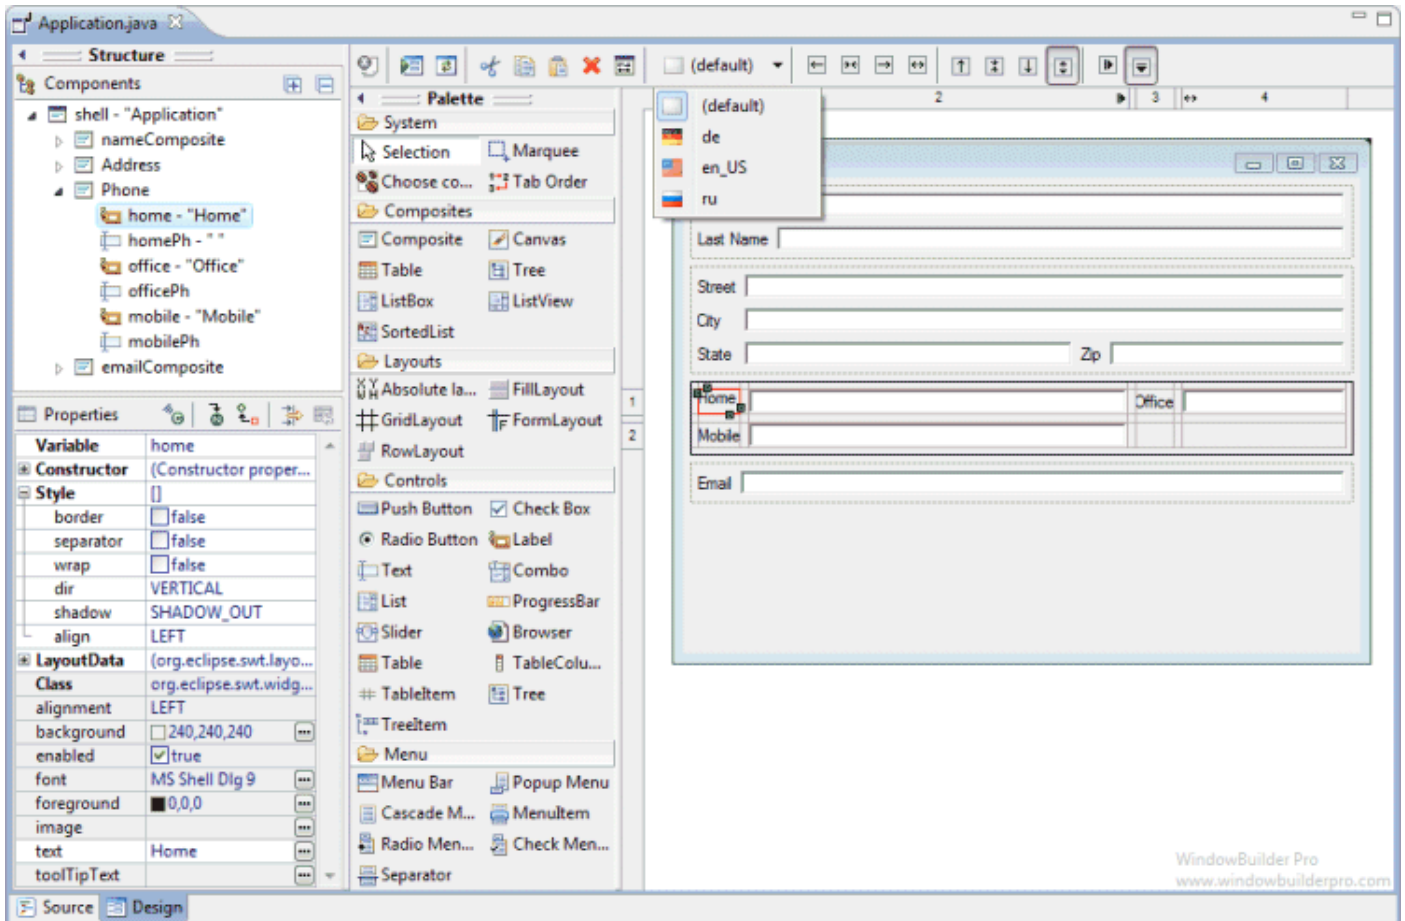 Application.java
Structure
Components
shell - "Application"
nameComposite
Address
Phone
home - "Home"
homePh - " "
office - "Office"
officePh
mobile - "Mobile"
mobilePh
emailComposite
Properties
Variable home
Constructor (Constructor proper...
Style []
border false
separator false
wrap false
dir VERTICAL
shadow SHADOW_OUT
align LEFT
LayoutData (org.eclipse.swt.layo...
Class org.eclipse.swt.widg...
alignment LEFT
background 240,240,240
enabled true
font MS Shell Dlg 9
foreground 0,0,0
image
text Home
toolTipText
Source Design
Palette
System
Selection Marquee
Choose co... Tab Order
Composites
Composite Canvas
Table Tree
ListBox ListView
SortedList
Layouts
Absolute la... FillLayout
GridLayout FormLayout
RowLayout
Controls
Push Button Check Box
Radio Button Label
Text Combo
List ProgressBar
Slider Browser
Table TableColu...
TableItem Tree
TreeItem
Menu
Menu Bar Popup Menu
Cascade M... MenuItem
Radio Men... Check Men...
Separator
(default)
(default)
de
en_US
ru
2 3 4
1
2
Last Name
Street
City
State Zip
Home Office
Mobile
Email
WindowBuilder Pro
www.windowbuilderpro.com